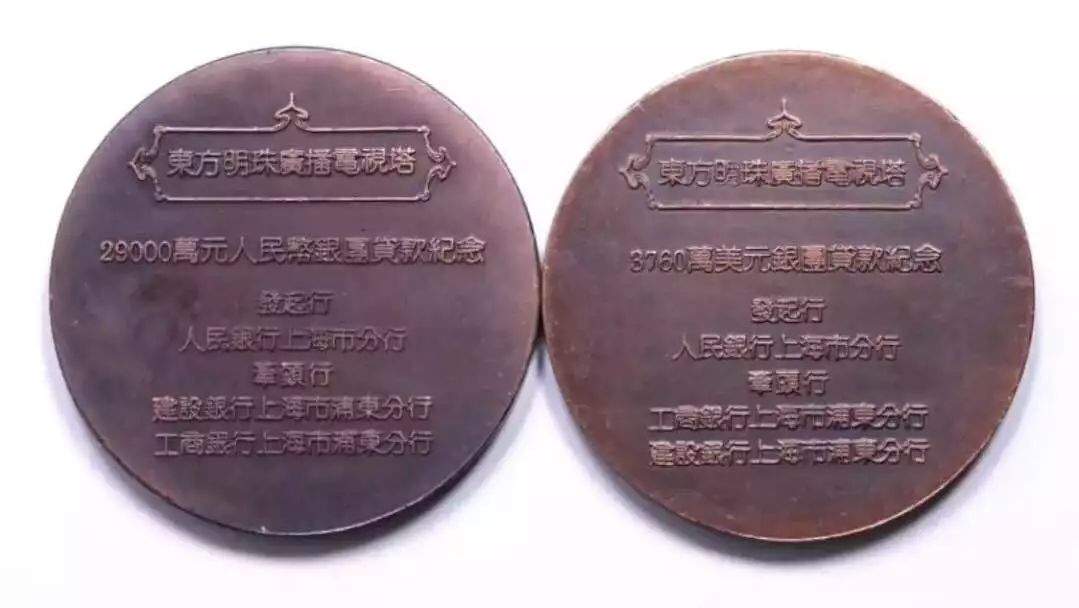 東方明珠廣播電視塔
29000萬元人民幣銀團貸款紀念
發起行
人民銀行上海市分行
牽頭行
建設銀行上海市浦東分行
工商銀行上海市浦東分行
東方明珠廣播電視塔
3760萬美元銀團貸款紀念
發起行
人民銀行上海市分行
牽頭行
工商銀行上海市浦東分行
建設銀行上海市浦東分行